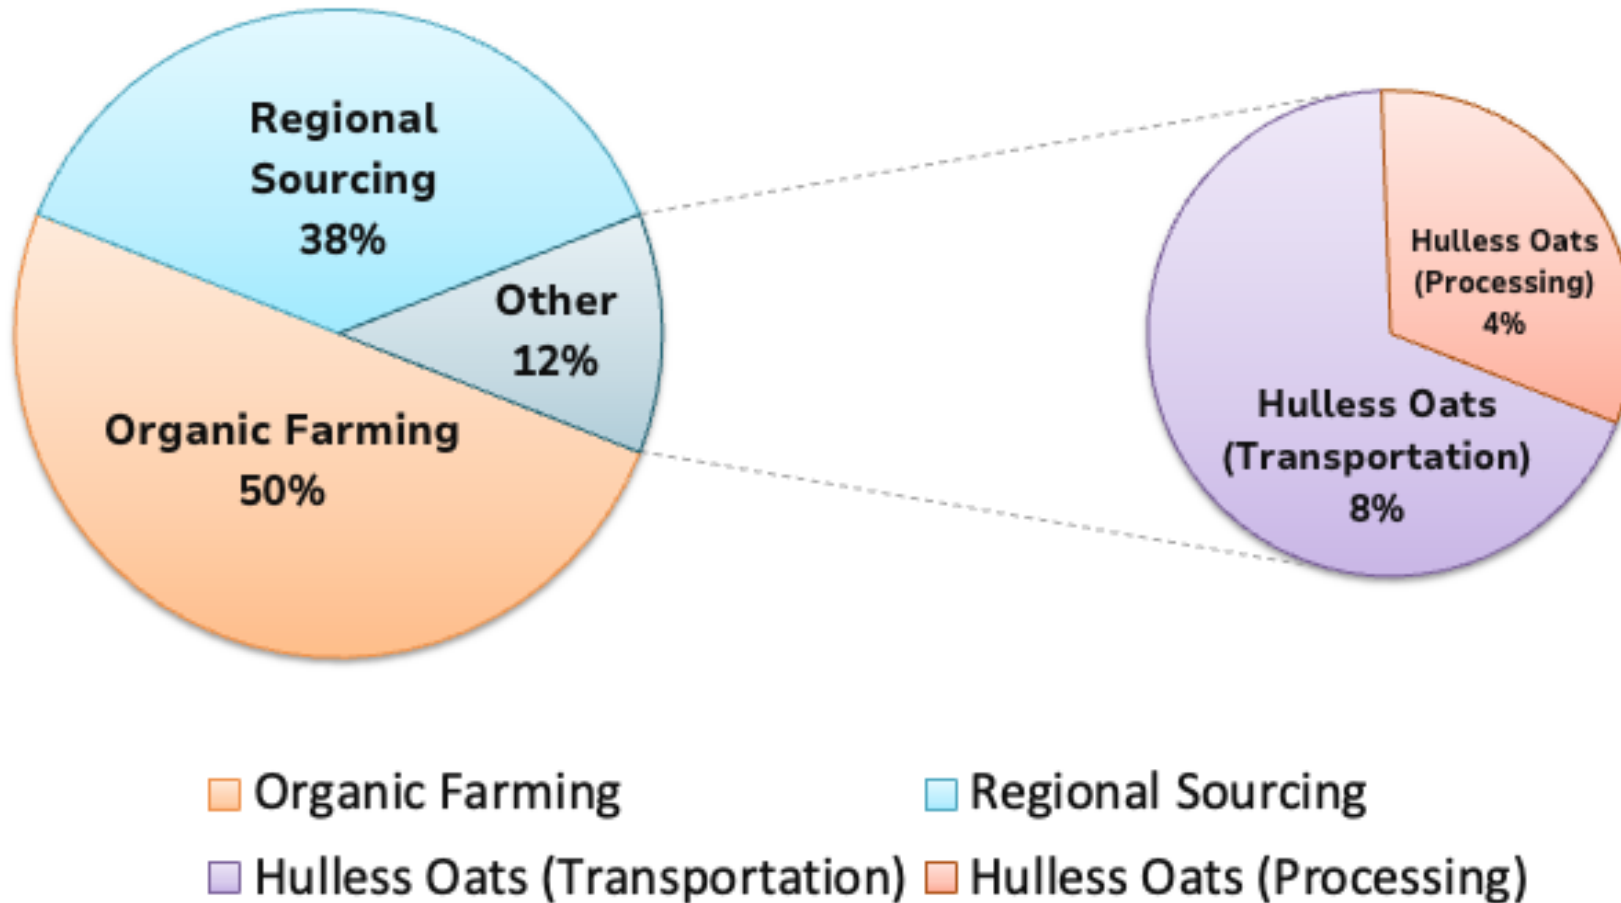 Regional
Sourcing
38%
Other
12%
Organic Farming
50%
Hulless Oats
(Processing)
4%
Hulless Oats
(Transportation)
8%
Organic Farming
Regional Sourcing
Hulless Oats (Transportation)
Hulless Oats (Processing)